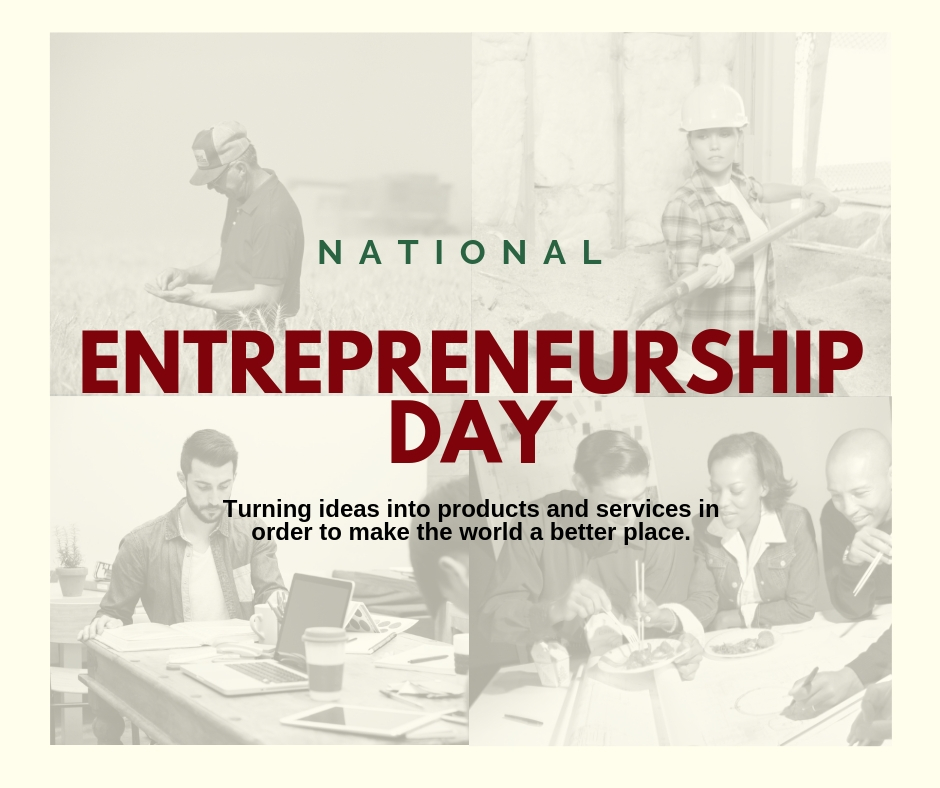 NATIONAL
ENTREPRENEURSHIP
DAY
Turning ideas into products and services in
order to make the world a better place.